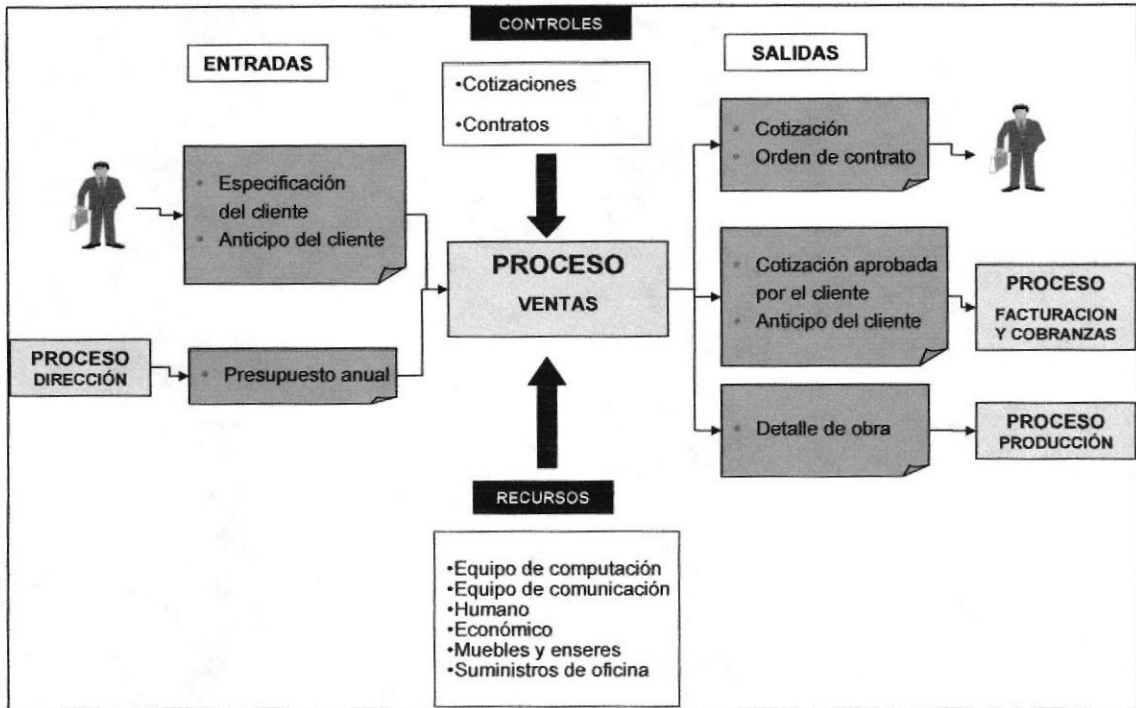 CONTROLES
ENTRADAS
SALIDAS
•Cotizaciones
•Contratos
• Especificación
del cliente
• Anticipo del cliente
PROCESO
DIRECCIÓN
• Presupuesto anual
PROCESO
VENTAS
• Cotización
• Orden de contrato
• Cotización aprobada
por el cliente
• Anticipo del cliente
PROCESO
FACTURACION
Y COBRANZAS
• Detalle de obra
PROCESO
PRODUCCIÓN
RECURSOS
•Equipo de computación
•Equipo de comunicación
•Humano
•Económico
•Muebles y enseres
•Suministros de oficina